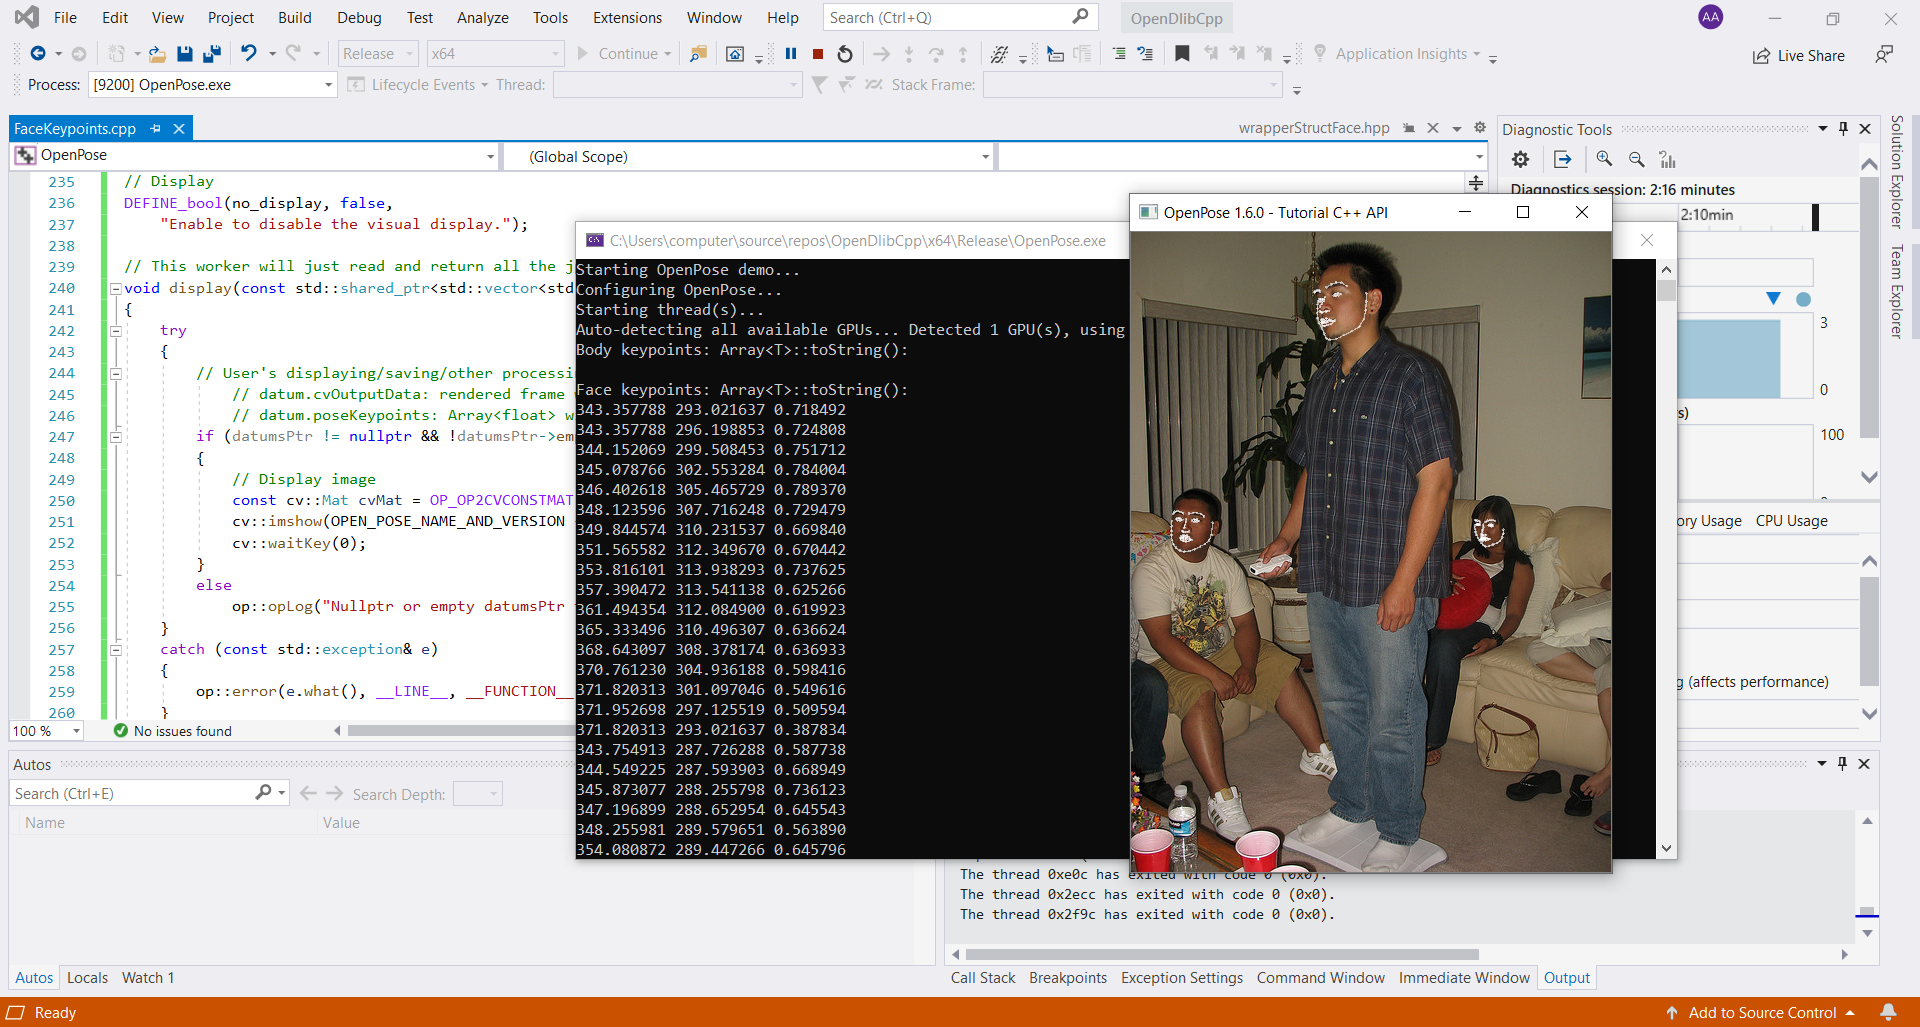 File Edit View Project Build Debug Test Analyze Tools Extensions Window Help Search (Ctrl+Q) OpenDlibCpp AA
Release x64 Continue Application Insights Live Share
Process: [9200] OpenPose.exe Lifecycle Events Thread: Stack Frame:
FaceKeypoints.cpp wrapperStructFace.hpp
OpenPose (Global Scope)
235 // Display
236 DEFINE_bool(no_display, false,
237 "Enable to disable the visual display.");
238
239 // This worker will just read and return all the j
240 void display(const std::shared_ptr<std::vector<std
241 {
242 try
243 {
244 // User's displaying/saving/other processi
245 // datum.cvOutputData: rendered frame
246 // datum.poseKeypoints: Array<float> w
247 if (datumsPtr != nullptr && !datumsPtr->em
248 {
249 // Display image
250 const cv::Mat cvMat = OP_OP2CVCONSTMAT
251 cv::imshow(OPEN_POSE_NAME_AND_VERSION
252 cv::waitKey(0);
253 }
254 else
255 op::opLog("Nullptr or empty datumsPtr
256 }
257 catch (const std::exception& e)
258 {
259 op::error(e.what(), __LINE__, __FUNCTION__
260 }
100 % No issues found
C:\Users\computer\source\repos\OpenDlibCpp\x64\Release\OpenPose.exe
Starting OpenPose demo...
Configuring OpenPose...
Starting thread(s)...
Auto-detecting all available GPUs... Detected 1 GPU(s), using
Body keypoints: Array<T>::toString():
Face keypoints: Array<T>::toString():
343.357788 293.021637 0.718492
343.357788 296.198853 0.724808
344.152069 299.508453 0.751712
345.078766 302.553284 0.784004
346.402618 305.465729 0.789370
348.123596 307.716248 0.729479
349.844574 310.231537 0.669840
351.565582 312.349670 0.670442
353.816101 313.938293 0.737625
357.390472 313.541138 0.625266
361.494354 312.084900 0.619923
365.333496 310.496307 0.636624
368.643097 308.378174 0.636933
370.761230 304.936188 0.598416
371.820313 301.097046 0.549616
371.952698 297.125519 0.509594
371.820313 293.021637 0.387834
343.754913 287.726288 0.587738
344.549225 287.593903 0.668949
345.873077 288.255798 0.736123
347.196899 288.652954 0.645543
348.255981 289.579651 0.563890
354.080872 289.447266 0.645796
OpenPose 1.6.0 - Tutorial C++ API
Diagnostic Tools
Diagnostics session: 2:16 minutes
2:10min
3
0
s)
100
ory Usage CPU Usage
g (affects performance)
Solution Explorer
Team Explorer
Autos
Search (Ctrl+E) Search Depth:
Name Value
Autos Locals Watch 1
The thread 0xe0c has exited with code 0 (0x0).
The thread 0x2ecc has exited with code 0 (0x0).
The thread 0x2f9c has exited with code 0 (0x0).
Call Stack Breakpoints Exception Settings Command Window Immediate Window Output
Ready Add to Source Control